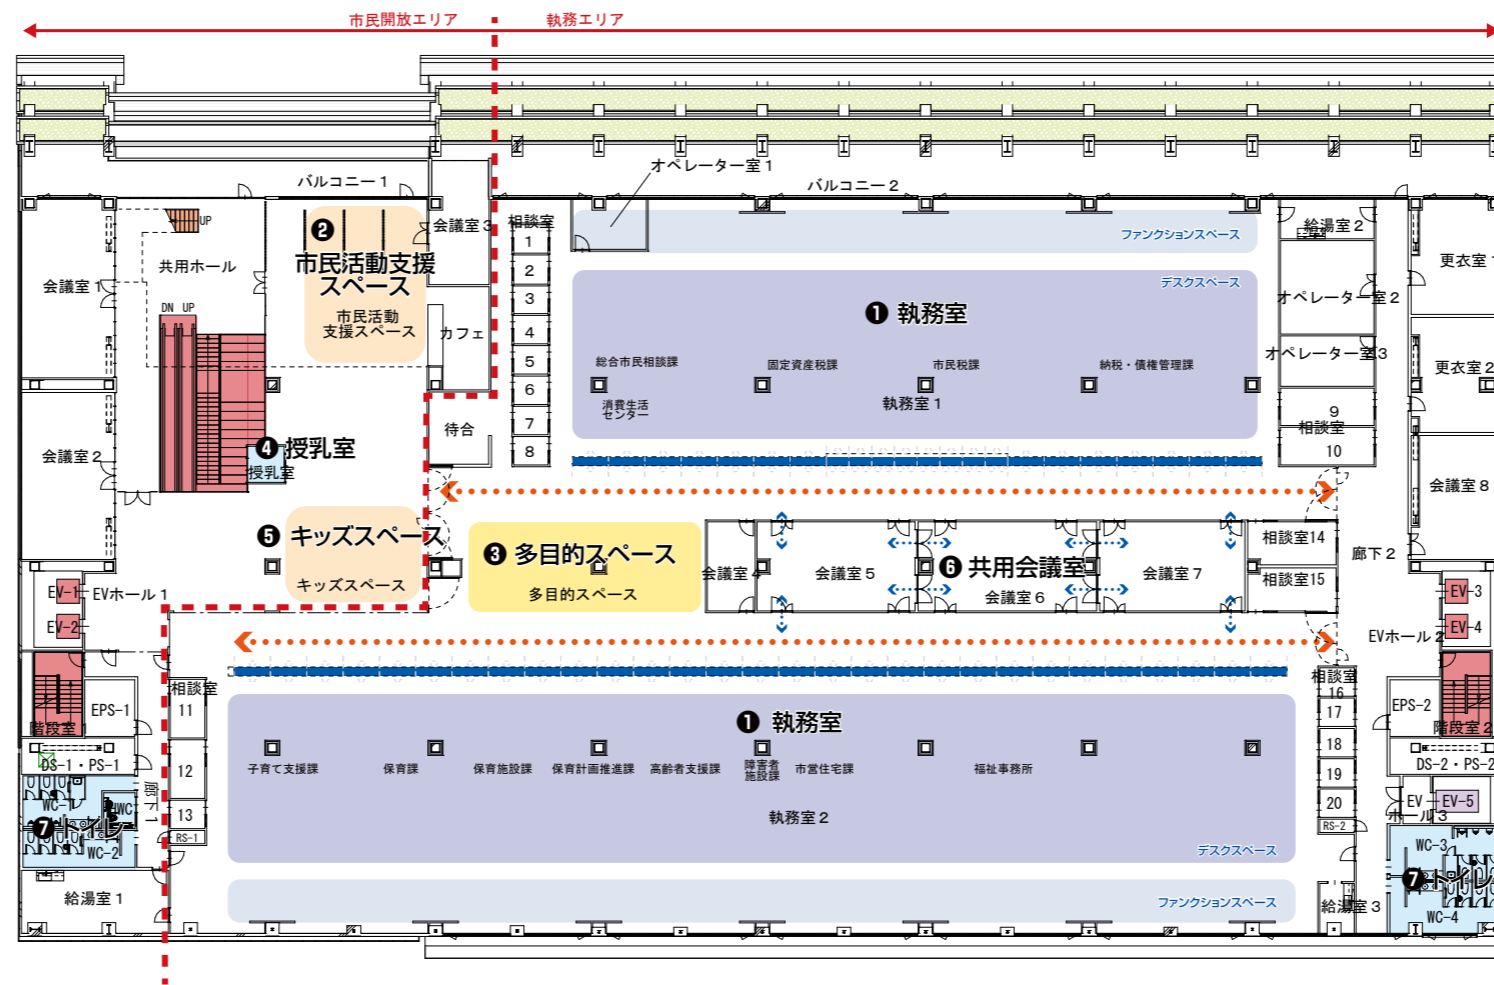 市民開放エリア
執務エリア
バルコニー1
オペレーター室1
バルコニー2
UP
共用ホール
会議室1
DN UP
❷
市民活動支援
スペース
市民活動
支援スペース
会議室3
カフェ
待合
相談室
1
2
3
4
5
6
7
8
ファンクションスペース
デスクスペース
❶ 執務室
総合市民相談課
固定資産税課
市民税課
納税・債権管理課
消費生活
センター
執務室1
給湯室2
オペレーター室2
オペレーター室3
9
相談室
10
更衣室1
更衣室2
会議室8
会議室2
❹ 授乳室
授乳室
❺ キッズスペース
キッズスペース
❸ 多目的スペース
多目的スペース
会議室4
会議室5
❻ 共用会議室
会議室6
会議室7
相談室14
相談室15
廊下2
EV-1
EV-2
EVホール1
EV-3
EV-4
EVホール2
EPS-1
階段室1
DS-1・PS-1
相談室
11
12
13
RS-1
廊下1
WC-1
HWC
❼ トイレ
WC-2
給湯室1
❶ 執務室
子育て支援課
保育課
保育施設課
保育計画推進課
高齢者支援課
障害者
施設課
市営住宅課
福祉事務所
執務室2
デスクスペース
ファンクションスペース
相談室
16
17
18
19
20
RS-2
給湯室3
EPS-2
階段室2
DS-2・PS-2
EV
ホール3
EV-5
WC-3
❼ トイレ
WC-4